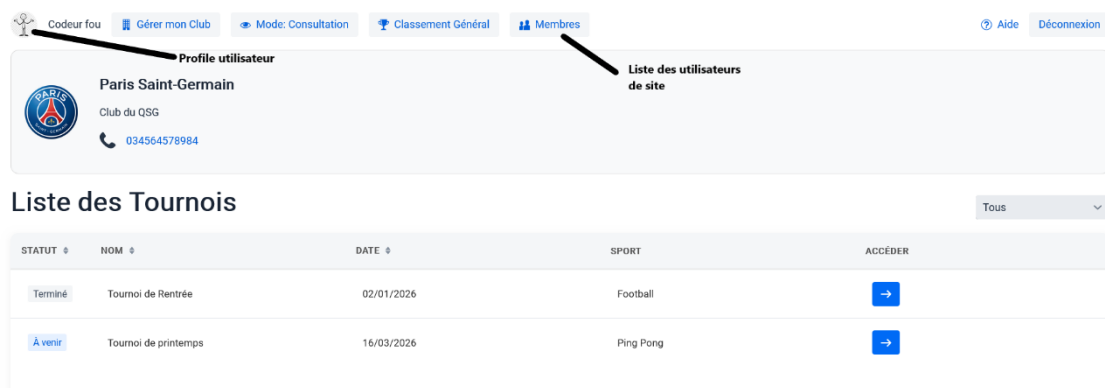 Codeur fou Gérer mon Club Mode: Consultation Classement Général Membres Aide Déconnexion
Profile utilisateur
Liste des utilisateurs
de site
Paris Saint-Germain
PARIS
Club du QSG
034564578984
Liste des Tournois
Tous
STATUT NOM DATE SPORT ACCÉDER
Terminé Tournoi de Rentrée 02/01/2026 Football
À venir Tournoi de printemps 16/03/2026 Ping Pong